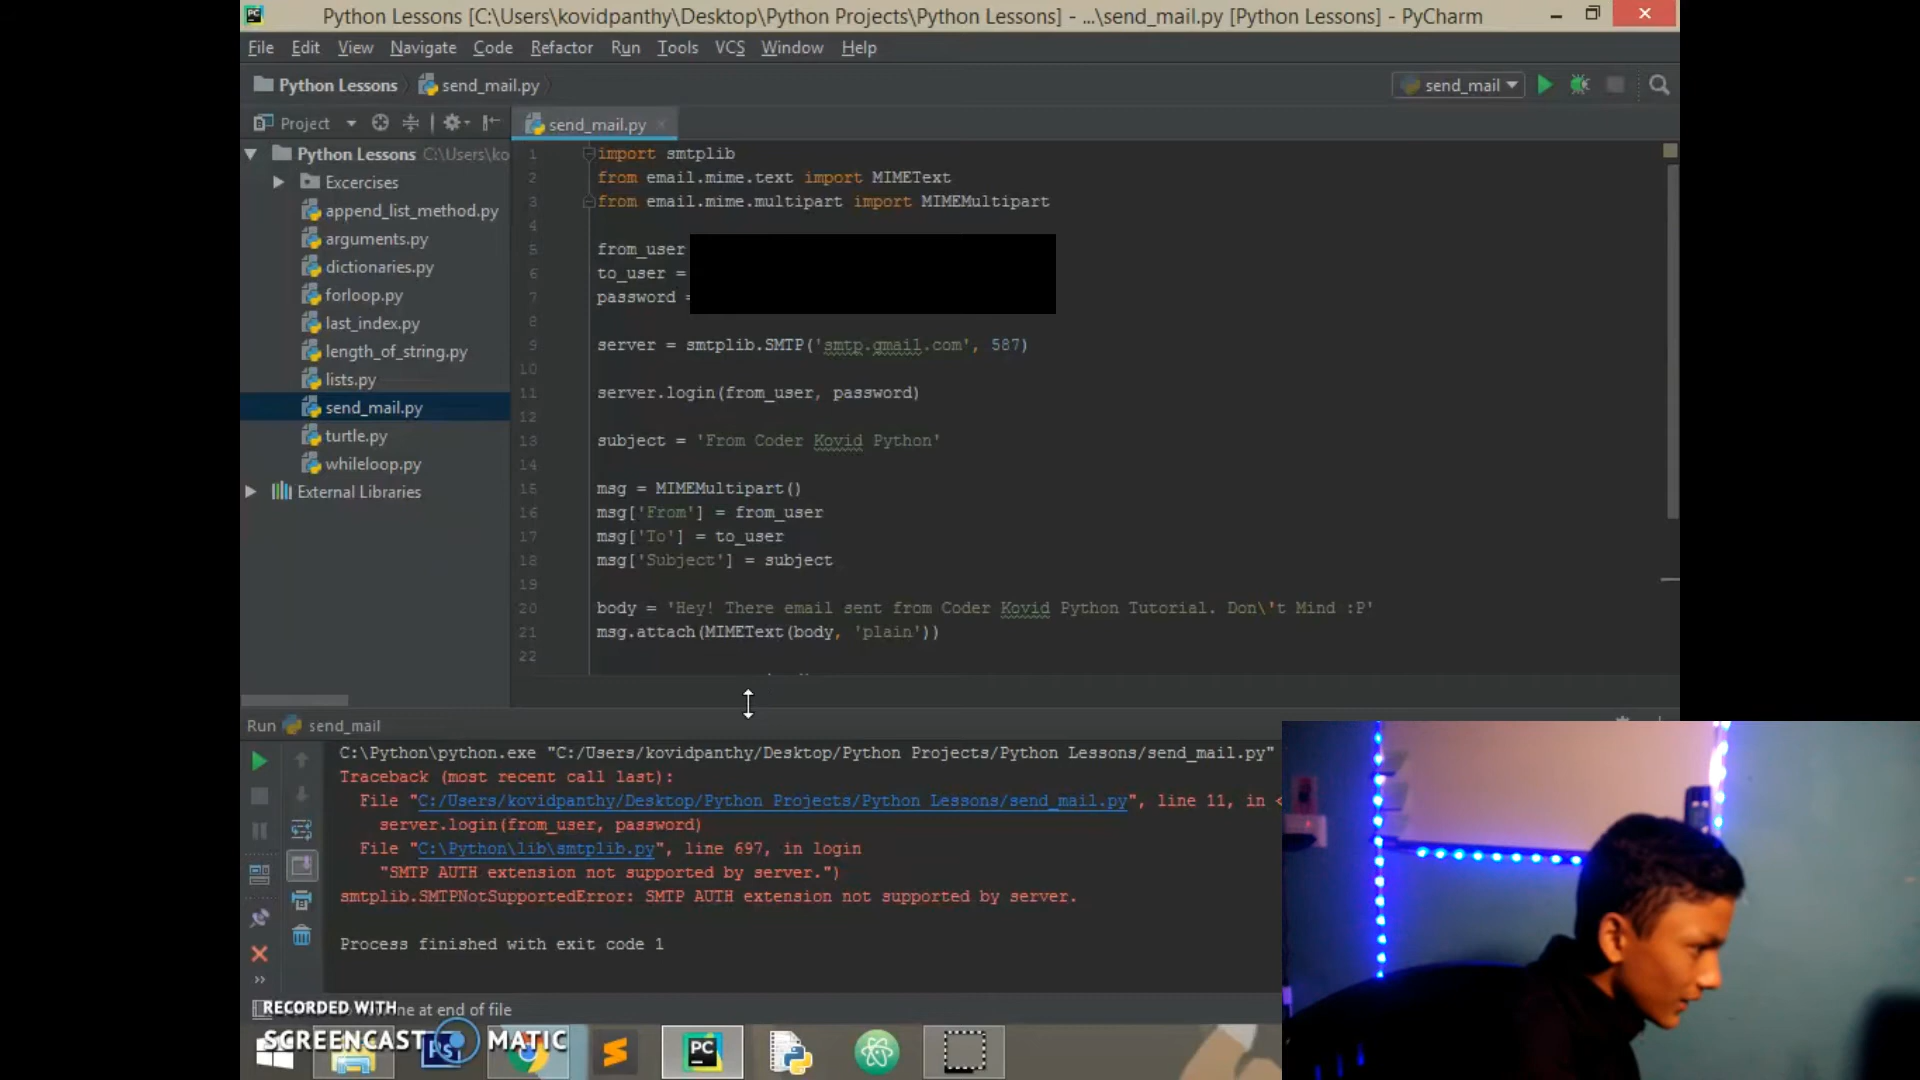 Python Lessons [C:\Users\kovidpanthy\Desktop\Python Projects\Python Lessons] - ...\send_mail.py [Python Lessons] - PyCharm
File Edit View Navigate Code Refactor Run Tools VCS Window Help
Python Lessons send_mail.py
send_mail
Project
send_mail.py
Python Lessons C:\Users\ko
Excercises
append_list_method.py
arguments.py
dictionaries.py
forloop.py
last_index.py
length_of_string.py
lists.py
send_mail.py
turtle.py
whileloop.py
External Libraries
1 import smtplib
2 from email.mime.text import MIMEText
3 from email.mime.multipart import MIMEMultipart
4
5 from_user
6 to_user =
7 password =
8
9 server = smtplib.SMTP('smtp.gmail.com', 587)
10
11 server.login(from_user, password)
12
13 subject = 'From Coder Kovid Python'
14
15 msg = MIMEMultipart()
16 msg['From'] = from_user
17 msg['To'] = to_user
18 msg['Subject'] = subject
19
20 body = 'Hey! There email sent from Coder Kovid Python Tutorial. Don\'t Mind :P'
21 msg.attach(MIMEText(body, 'plain'))
22
Run send_mail
C:\Python\python.exe "C:/Users/kovidpanthy/Desktop/Python Projects/Python Lessons/send_mail.py"
Traceback (most recent call last):
File "C:/Users/kovidpanthy/Desktop/Python Projects/Python Lessons/send_mail.py", line 11, in <
server.login(from_user, password)
File "C:\Python\lib\smtplib.py", line 697, in login
"SMTP AUTH extension not supported by server.")
smtplib.SMTPNotSupportedError: SMTP AUTH extension not supported by server.
Process finished with exit code 1
RECORDED WITH
at end of file
SCREENCAST MATIC
PS
PC